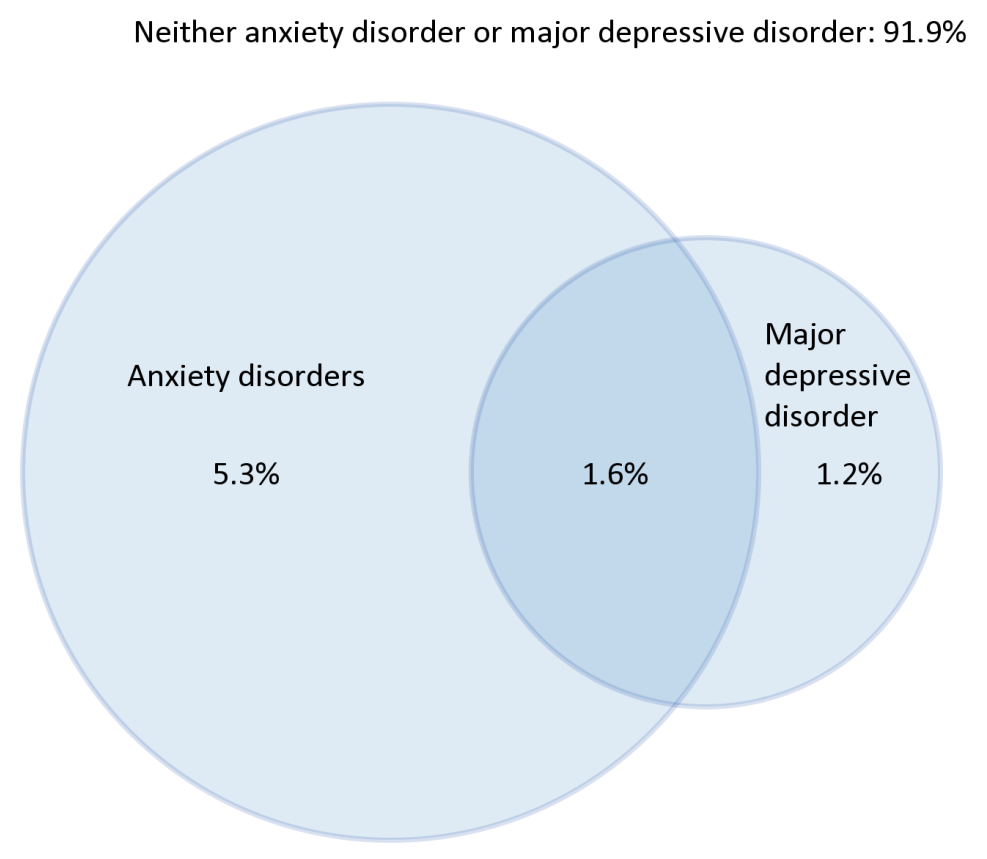 Neither anxiety disorder or major depressive disorder: 91.9%
Anxiety disorders
5.3%
1.6%
Major
depressive
disorder
1.2%